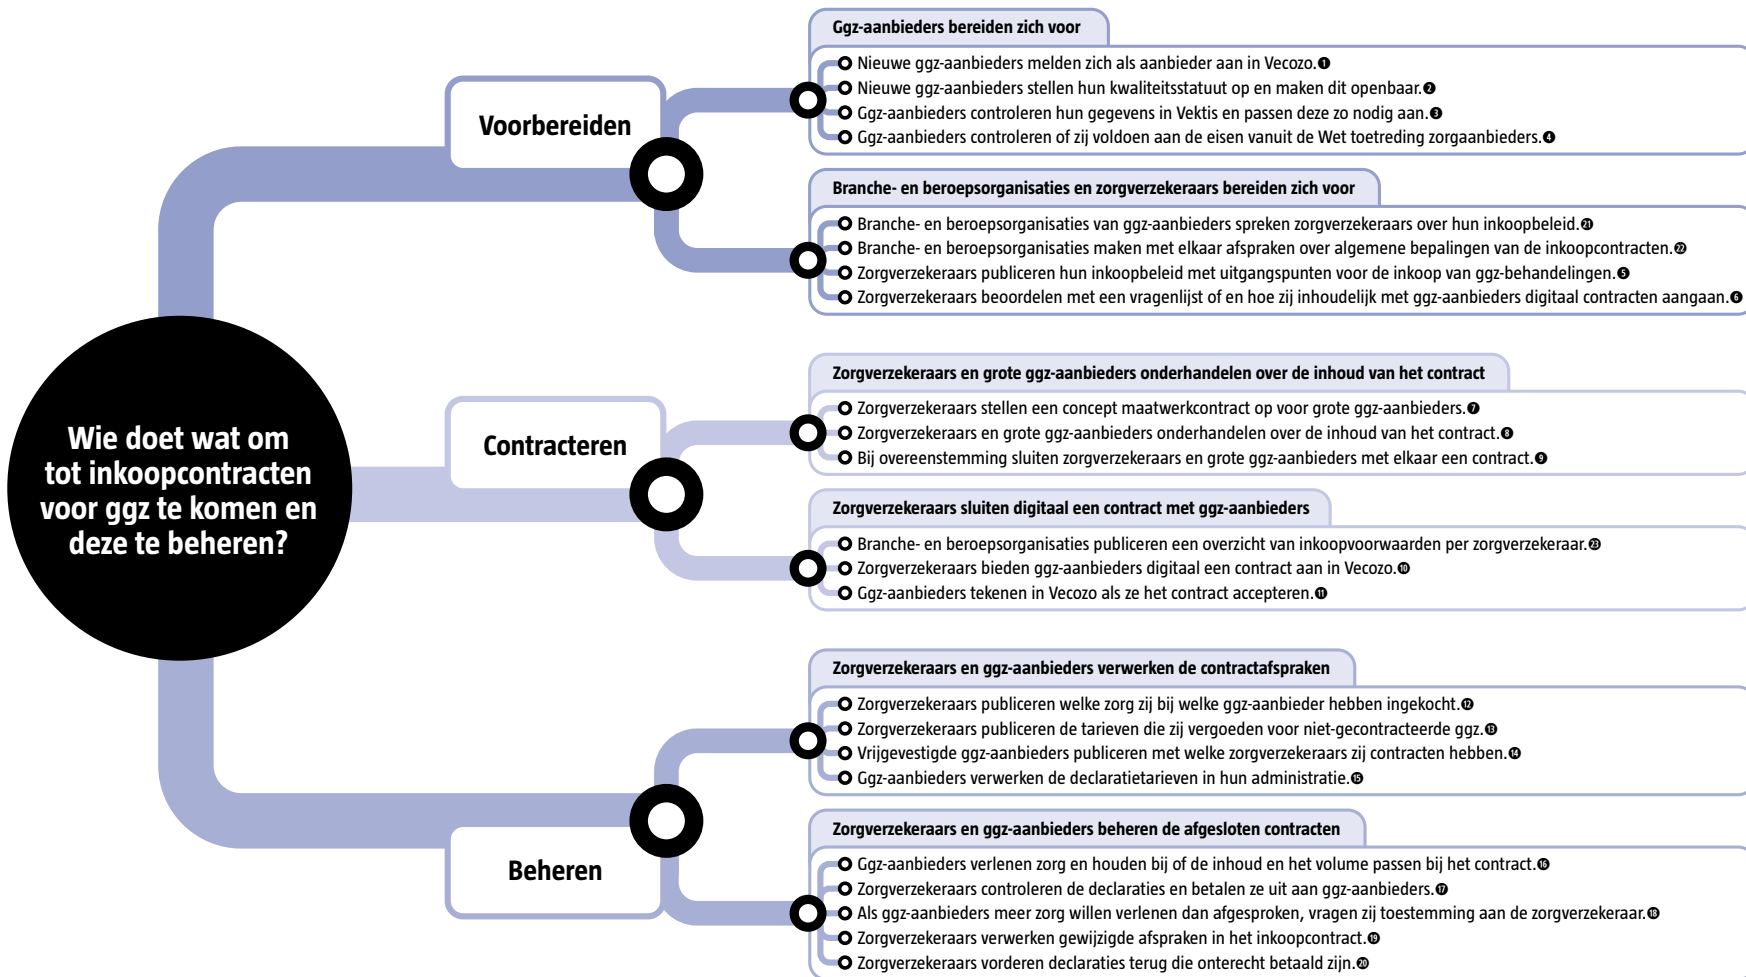 Wie doet wat om
tot inkoopcontracten
voor ggz te komen en
deze te beheren?
Voorbereiden
Ggz-aanbieders bereiden zich voor
Nieuwe ggz-aanbieders melden zich als aanbieder aan in Vecozo.❶
Nieuwe ggz-aanbieders stellen hun kwaliteitsstatuut op en maken dit openbaar.❷
Ggz-aanbieders controleren hun gegevens in Vektis en passen deze zo nodig aan.❸
Ggz-aanbieders controleren of zij voldoen aan de eisen vanuit de Wet toetreding zorgaanbieders.❹
Branche- en beroepsorganisaties en zorgverzekeraars bereiden zich voor
Branche- en beroepsorganisaties van ggz-aanbieders spreken zorgverzekeraars over hun inkoopbeleid.㉑
Branche- en beroepsorganisaties maken met elkaar afspraken over algemene bepalingen van de inkoopcontracten.㉒
Zorgverzekeraars publiceren hun inkoopbeleid met uitgangspunten voor de inkoop van ggz-behandelingen.❺
Zorgverzekeraars beoordelen met een vragenlijst of en hoe zij inhoudelijk met ggz-aanbieders digitaal contracten aangaan.❻
Contracteren
Zorgverzekeraars en grote ggz-aanbieders onderhandelen over de inhoud van het contract
Zorgverzekeraars stellen een concept maatwerkcontract op voor grote ggz-aanbieders.❼
Zorgverzekeraars en grote ggz-aanbieders onderhandelen over de inhoud van het contract.❽
Bij overeenstemming sluiten zorgverzekeraars en grote ggz-aanbieders met elkaar een contract.❾
Zorgverzekeraars sluiten digitaal een contract met ggz-aanbieders
Branche- en beroepsorganisaties publiceren een overzicht van inkoopvoorwaarden per zorgverzekeraar.㉓
Zorgverzekeraars bieden ggz-aanbieders digitaal een contract aan in Vecozo.❿
Ggz-aanbieders tekenen in Vecozo als ze het contract accepteren.⓫
Beheren
Zorgverzekeraars en ggz-aanbieders verwerken de contractafspraken
Zorgverzekeraars publiceren welke zorg zij bij welke ggz-aanbieder hebben ingekocht.⓬
Zorgverzekeraars publiceren de tarieven die zij vergoeden voor niet-gecontracteerde ggz.⓭
Vrijgevestigde ggz-aanbieders publiceren met welke zorgverzekeraars zij contracten hebben.⓮
Ggz-aanbieders verwerken de declaratietarieven in hun administratie.⓯
Zorgverzekeraars en ggz-aanbieders beheren de afgesloten contracten
Ggz-aanbieders verlenen zorg en houden bij of de inhoud en het volume passen bij het contract.⓰
Zorgverzekeraars controleren de declaraties en betalen ze uit aan ggz-aanbieders.⓱
Als ggz-aanbieders meer zorg willen verlenen dan afgesproken, vragen zij toestemming aan de zorgverzekeraar.⓲
Zorgverzekeraars verwerken gewijzigde afspraken in het inkoopcontract.⓳
Zorgverzekeraars vorderen declaraties terug die onterecht betaald zijn.⓴